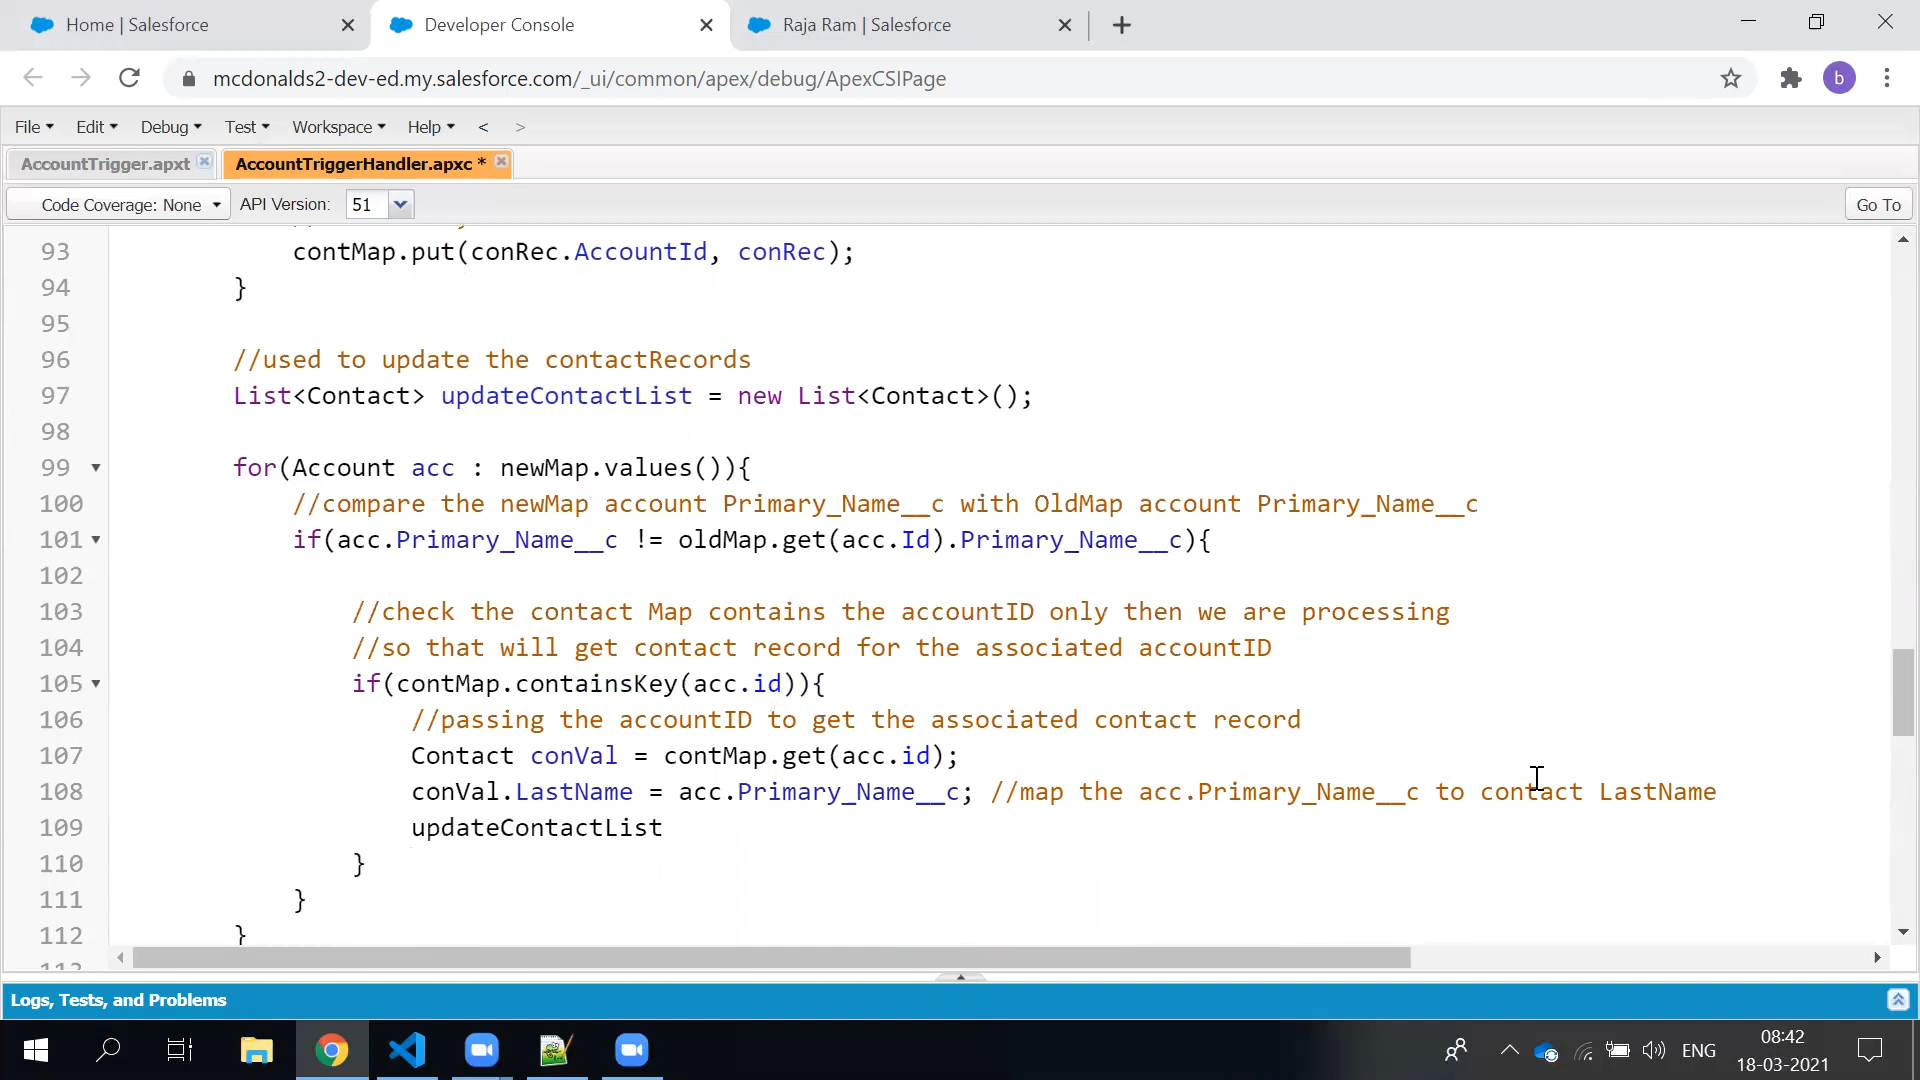 Home | Salesforce
Developer Console
Raja Ram | Salesforce
mcdonalds2-dev-ed.my.salesforce.com/_ui/common/apex/debug/ApexCSIPage
b
File Edit Debug Test Workspace Help < >
AccountTrigger.apxt
AccountTriggerHandler.apxc *
Code Coverage: None API Version: 51 Go To
93 contMap.put(conRec.AccountId, conRec);
94 }
95
96 //used to update the contactRecords
97 List<Contact> updateContactList = new List<Contact>();
98
99 for(Account acc : newMap.values()){
100 //compare the newMap account Primary_Name__c with OldMap account Primary_Name__c
101 if(acc.Primary_Name__c != oldMap.get(acc.Id).Primary_Name__c){
102
103 //check the contact Map contains the accountID only then we are processing
104 //so that will get contact record for the associated accountID
105 if(contMap.containsKey(acc.id)){
106 //passing the accountID to get the associated contact record
107 Contact conVal = contMap.get(acc.id);
108 conVal.LastName = acc.Primary_Name__c; //map the acc.Primary_Name__c to contact LastName
109 updateContactList
110 }
111 }
112 }
Logs, Tests, and Problems
ENG
08:42
18-03-2021